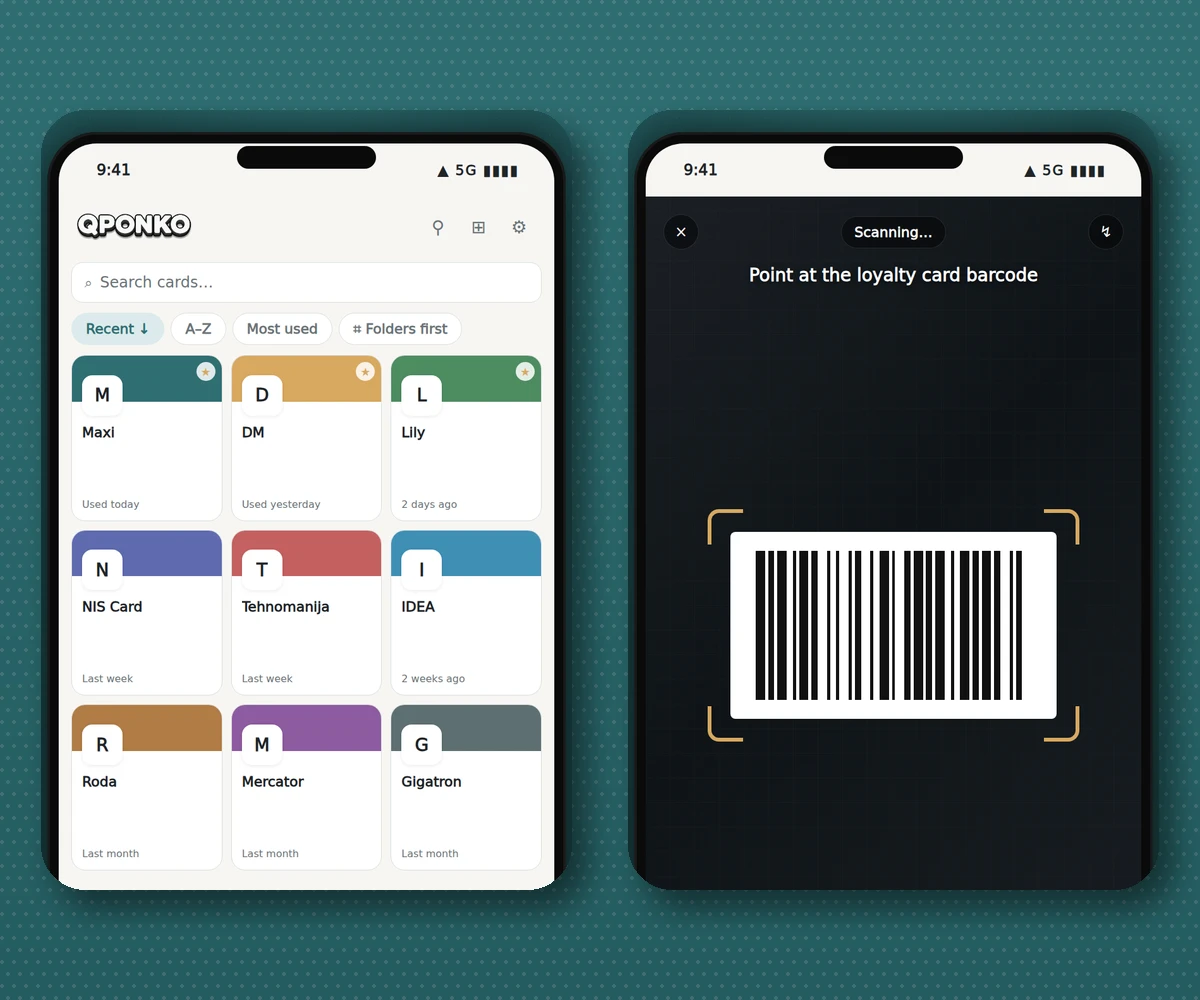 9:41
5G
QPONKO
Search cards...
Recent ↓
A–Z
Most used
⌗ Folders first
M
D
L
Maxi
DM
Lily
Used today
Used yesterday
2 days ago
N
T
I
NIS Card
Tehnomanija
IDEA
Last week
Last week
2 weeks ago
R
M
G
Roda
Mercator
Gigatron
Last month
Last month
Last month
9:41
5G
Scanning...
Point at the loyalty card barcode